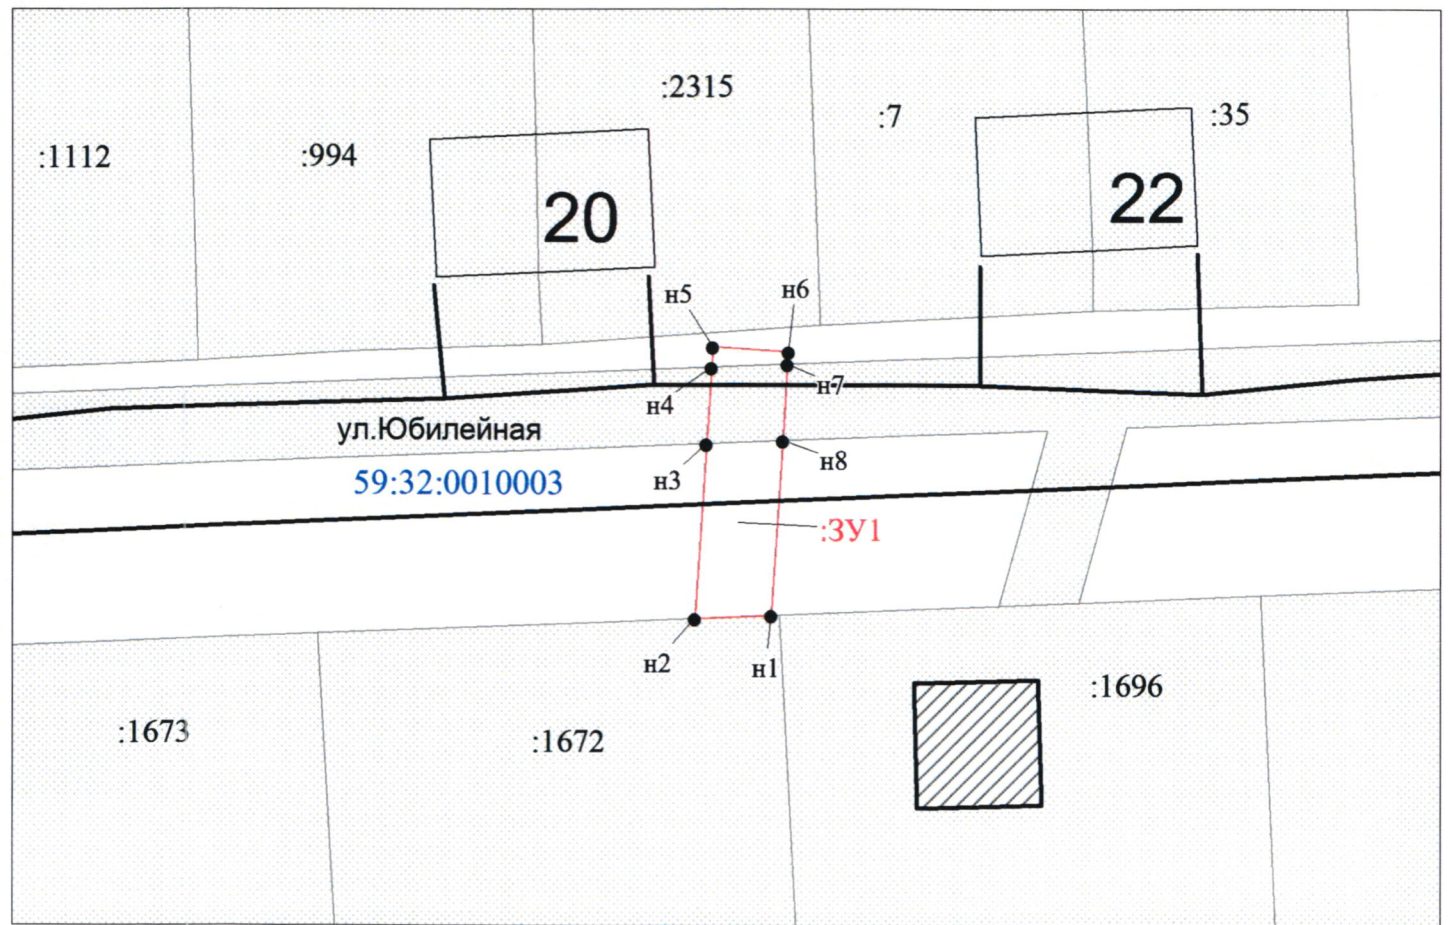 :2315
:7
:35
:1112
:994
20
22
н5
н6
н7
н4
ул.Юбилейная
н8
н3
59:32:0010003
:ЗУ1
н2
н1
:1696
:1673
:1672